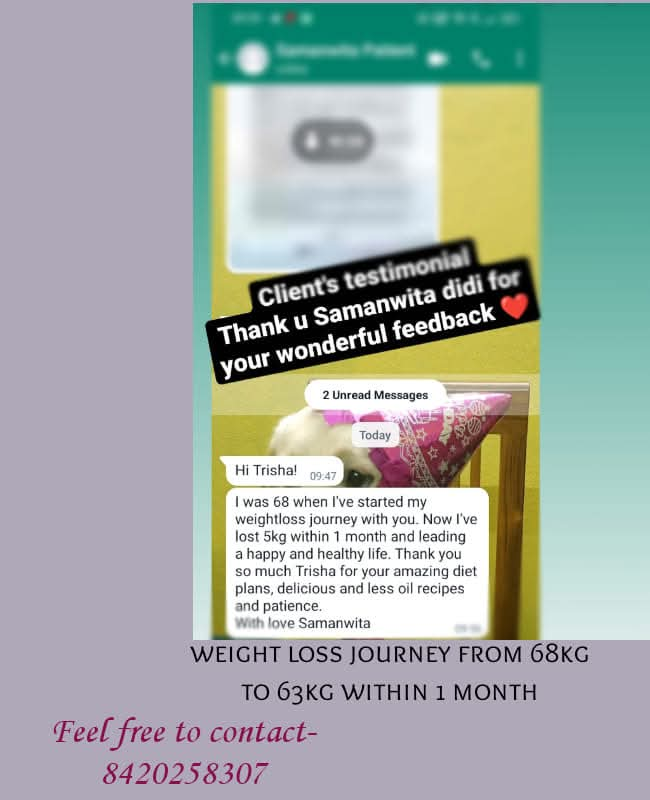 Samanwita Patient
Client's testimonial
Thank u Samanwita didi for
your wonderful feedback ❤️
2 Unread Messages
Today
Hi Trisha!
09:47
I was 68 when I've started my
weightloss journey with you. Now I've
lost 5kg within 1 month and leading
a happy and healthy life. Thank you
so much Trisha for your amazing diet
plans, delicious and less oil recipes
and patience.
With love Samanwita
WEIGHT LOSS JOURNEY FROM 68KG
TO 63KG WITHIN 1 MONTH
Feel free to contact-
8420258307